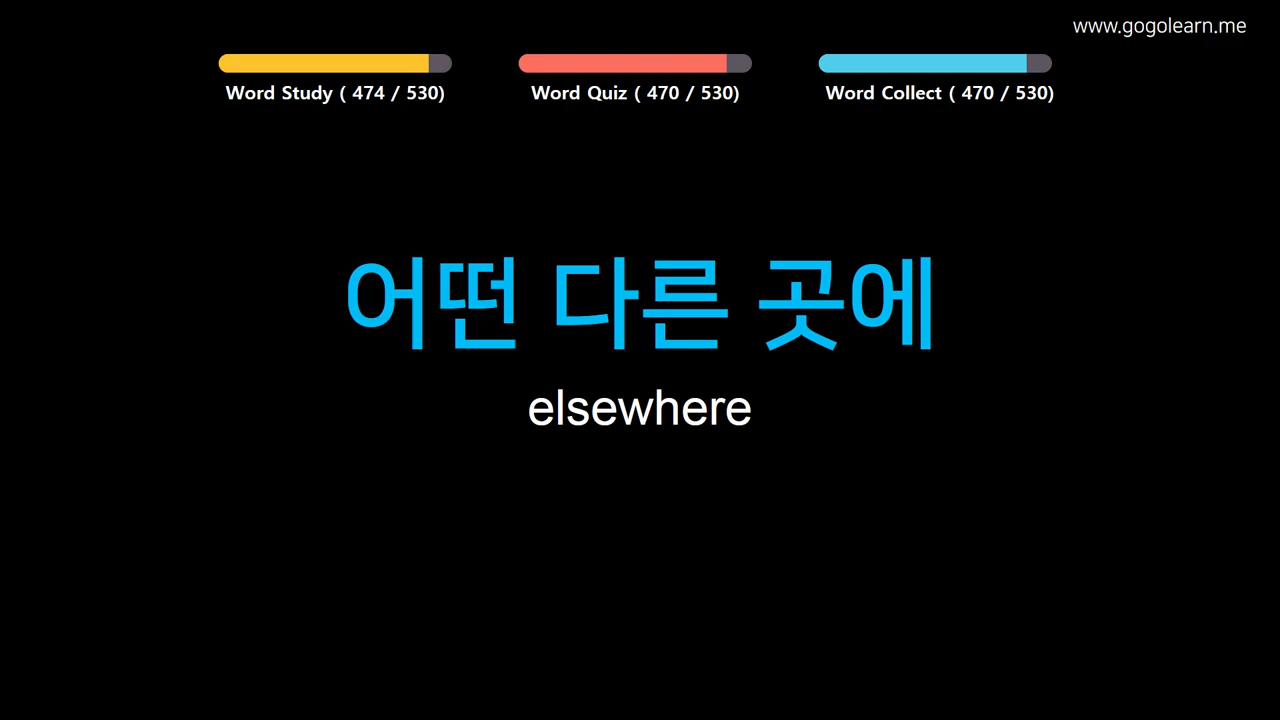 www.gogolearn.me
Word Study ( 474 / 530)
Word Quiz ( 470 / 530)
Word Collect ( 470 / 530)
어떤 다른 곳에
elsewhere